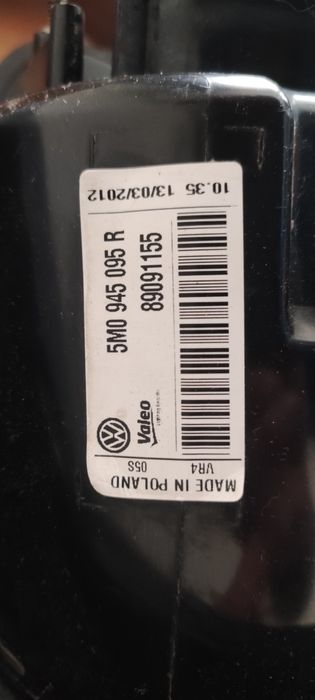 10.35 13/03/2012
5M0 945 095 R
89091155
Valeo
VR4
05S
MADE IN POLAND